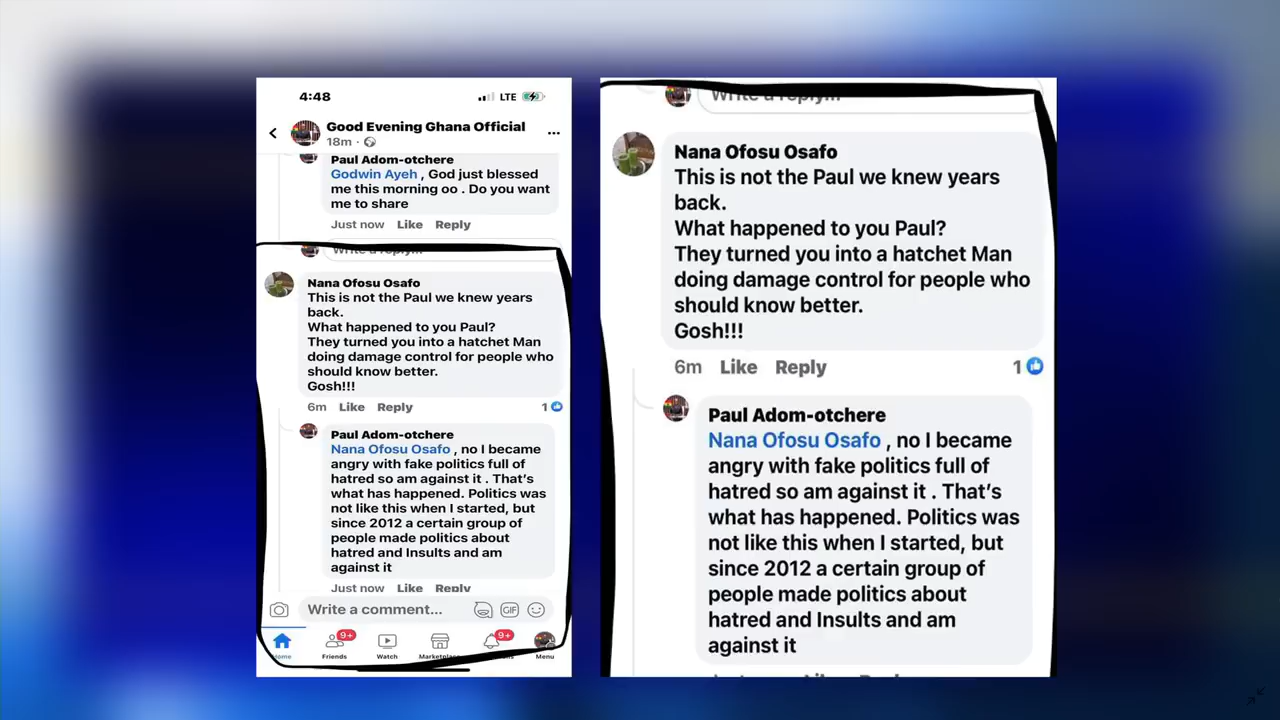 4:48
LTE
Good Evening Ghana Official
18m
Paul Adom-otchere
Godwin Ayeh , God just blessed
me this morning oo . Do you want
me to share
Just now Like Reply
Write a reply...
Nana Ofosu Osafo
This is not the Paul we knew years
back.
What happened to you Paul?
They turned you into a hatchet Man
doing damage control for people who
should know better.
Gosh!!!
6m Like Reply 1
Paul Adom-otchere
Nana Ofosu Osafo , no I became
angry with fake politics full of
hatred so am against it . That's
what has happened. Politics was
not like this when I started, but
since 2012 a certain group of
people made politics about
hatred and Insults and am
against it
Just now Like Reply
Write a comment...
GIF
9+ 9+
Friends Watch Menu
Write a reply...
Nana Ofosu Osafo
This is not the Paul we knew years
back.
What happened to you Paul?
They turned you into a hatchet Man
doing damage control for people who
should know better.
Gosh!!!
6m Like Reply 1
Paul Adom-otchere
Nana Ofosu Osafo , no I became
angry with fake politics full of
hatred so am against it . That's
what has happened. Politics was
not like this when I started, but
since 2012 a certain group of
people made politics about
hatred and Insults and am
against it